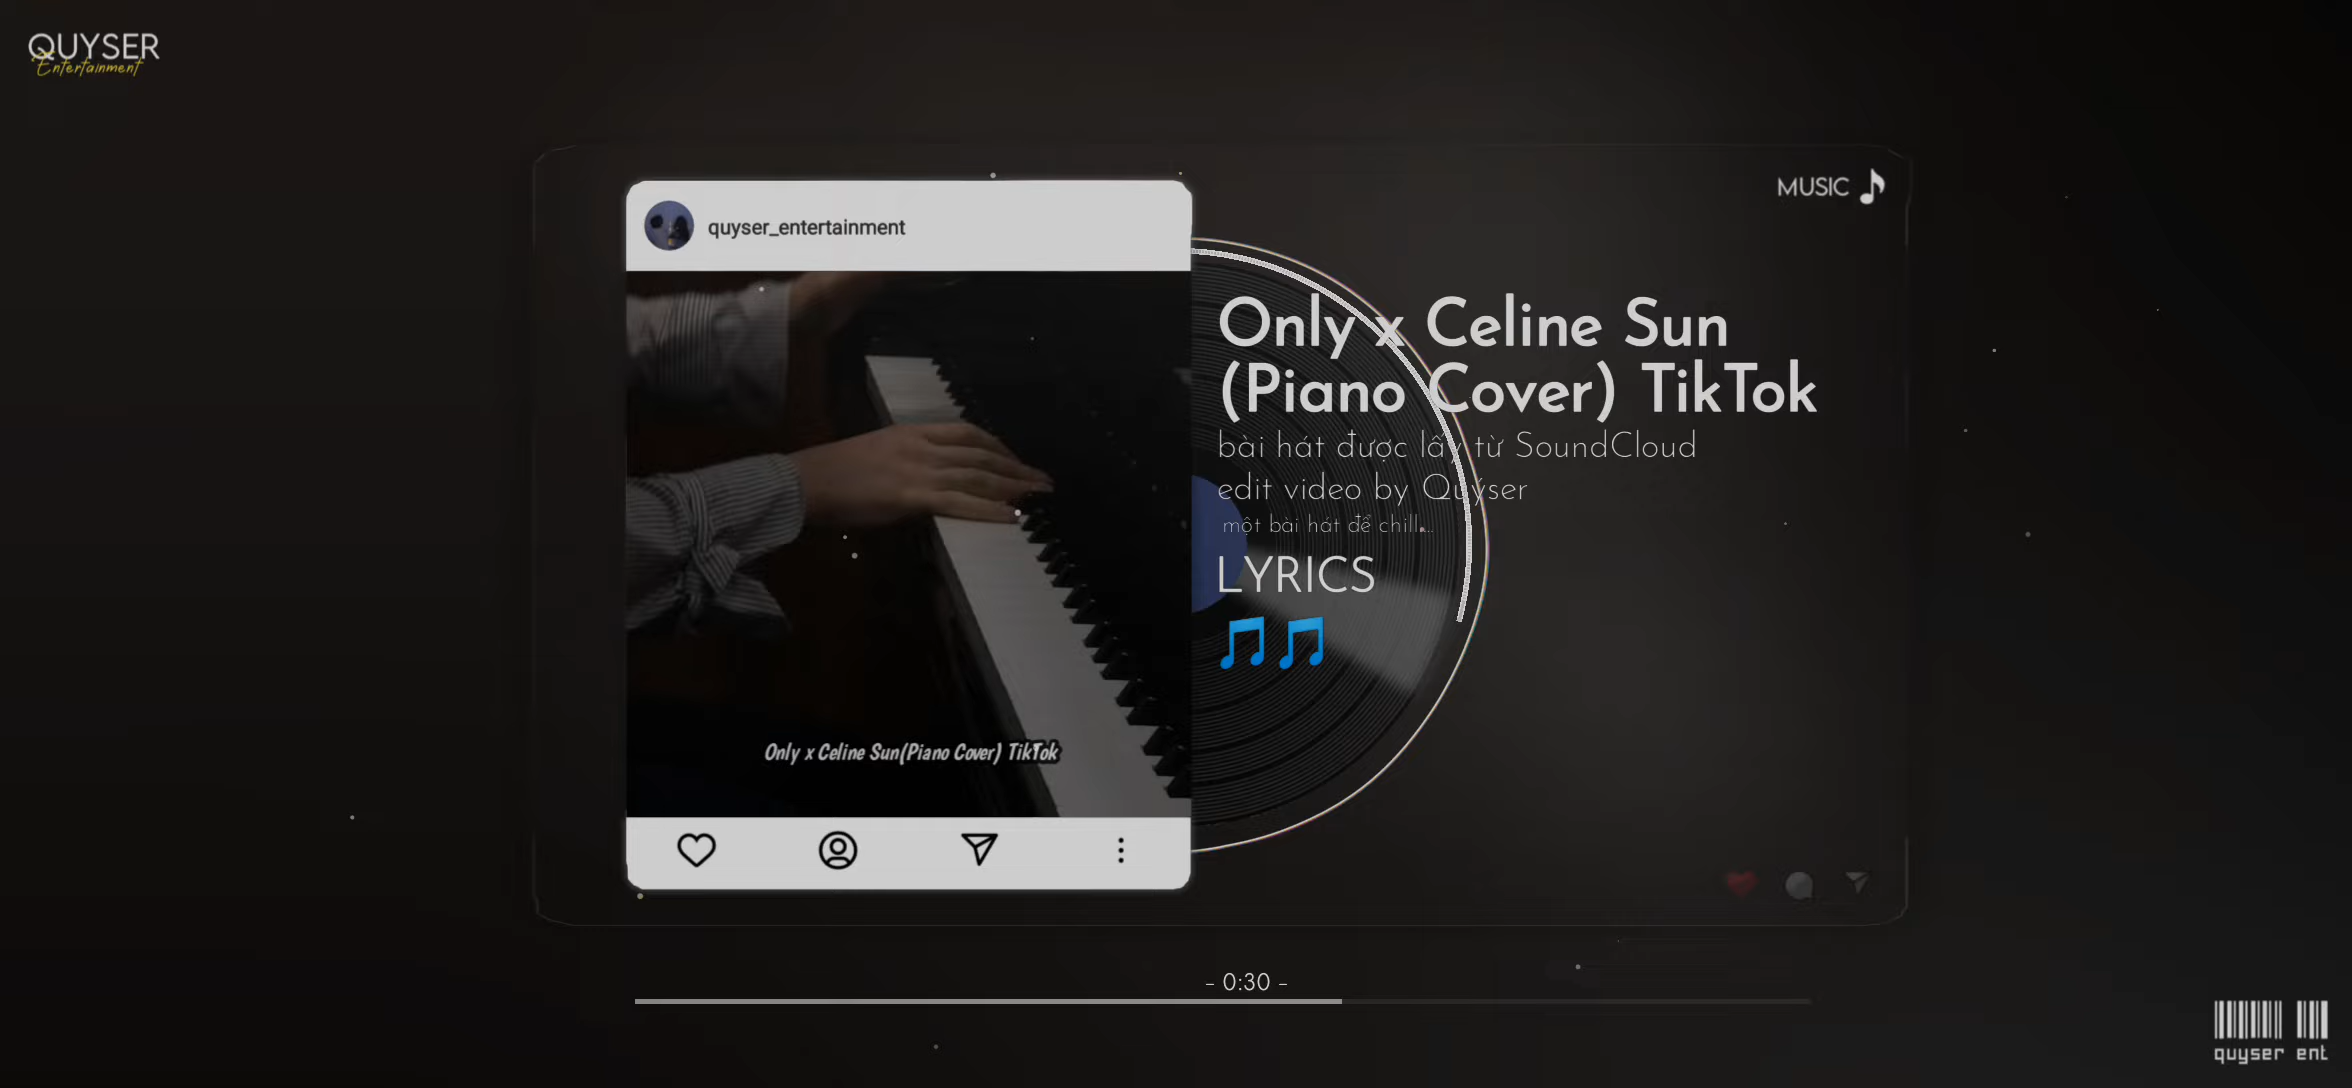 QUYSER
Entertainment
MUSIC
quyser_entertainment
Only x Celine Sun
(Piano Cover) TikTok
bài hát được lấy từ SoundCloud
edit video by Quýser
một bài hát để chill...
LYRICS
Only x Celine Sun(Piano Cover) TikTok
- 0:30 -
quyser ent